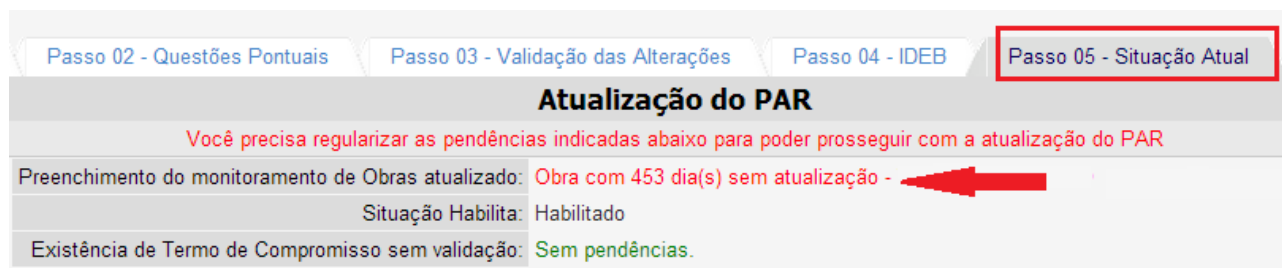 Passo 02 - Questões Pontuais Passo 03 - Validação das Alterações Passo 04 - IDEB Passo 05 - Situação Atual
Atualização do PAR
Você precisa regularizar as pendências indicadas abaixo para poder prosseguir com a atualização do PAR
Preenchimento do monitoramento de Obras atualizado: Obra com 453 dia(s) sem atualização -
Situação Habilita: Habilitado
Existência de Termo de Compromisso sem validação: Sem pendências.